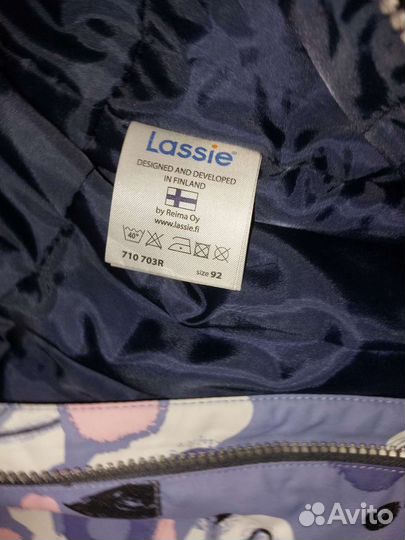 Lassie®
DESIGNED AND DEVELOPED
IN FINLAND
by Reima Oy
www.lassie.fi
40°
710 703R
size 92
Avito